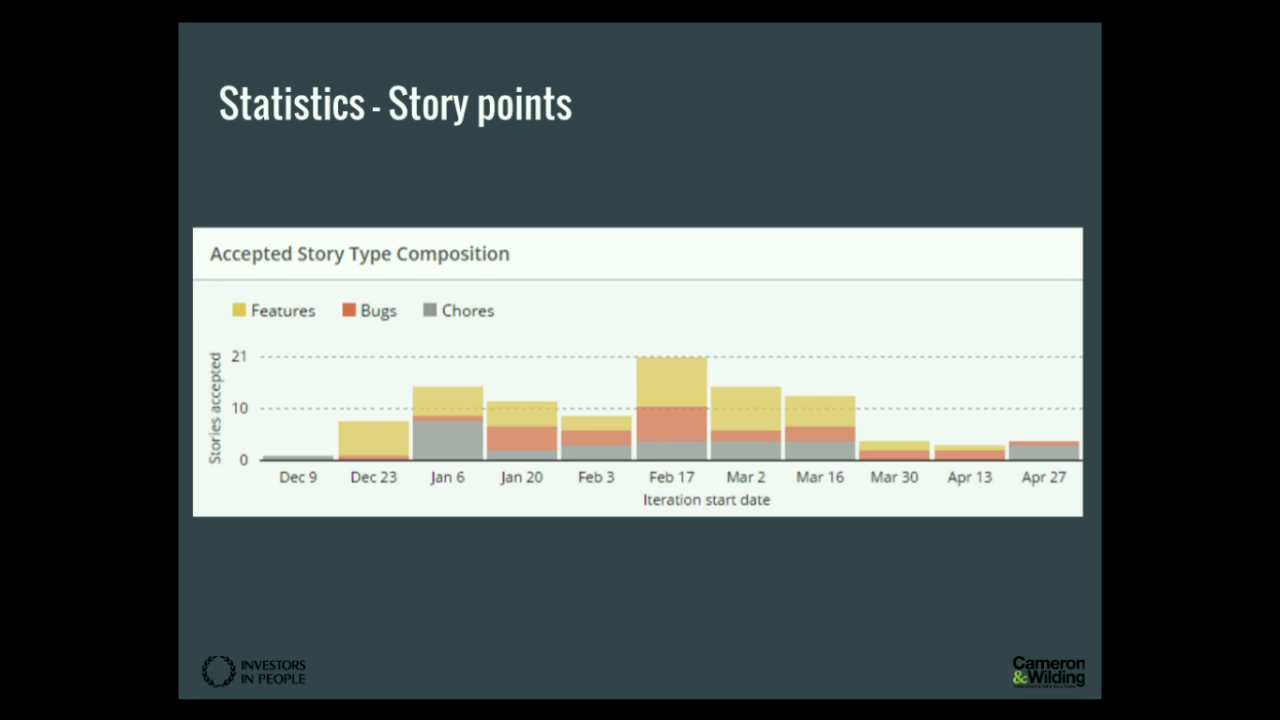 Statistics - Story points
Accepted Story Type Composition
Features Bugs Chores
Stories accepted
21
10
0
Dec 9 Dec 23 Jan 6 Jan 20 Feb 3 Feb 17 Mar 2 Mar 16 Mar 30 Apr 13 Apr 27
Iteration start date
INVESTORS
IN PEOPLE
Cameron
&Wilding